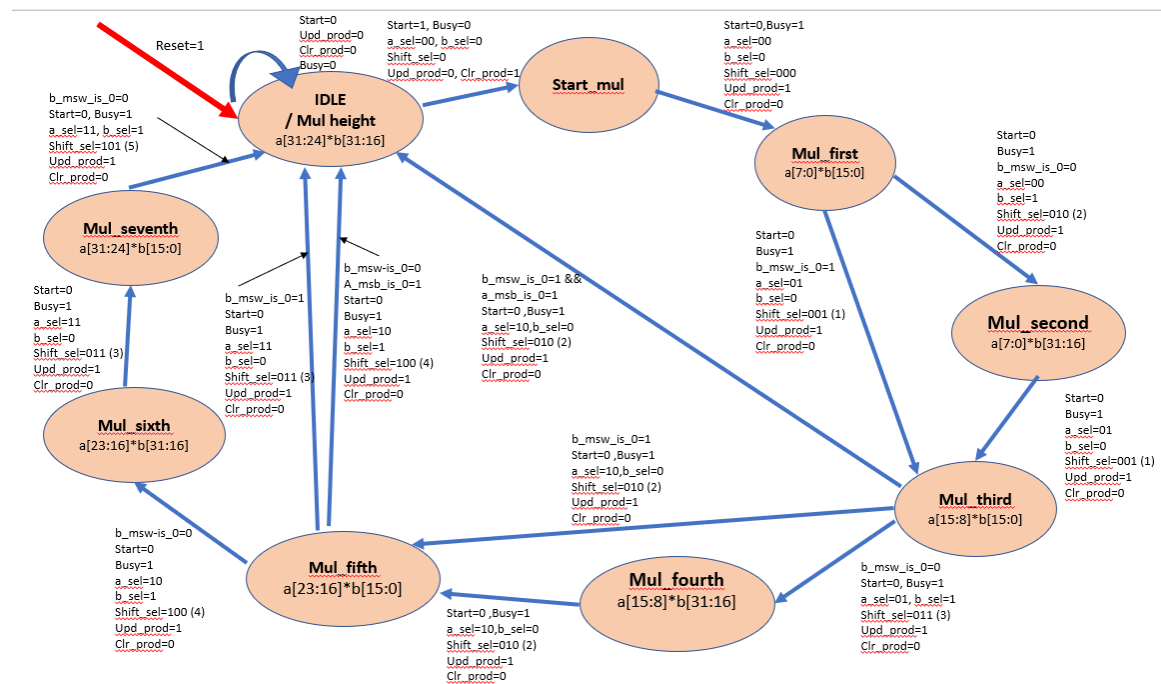 Reset=1
Start=0
Upd_prod=0
Clr_prod=0
Busy=0
IDLE
/ Mul height
a[31:24]*b[31:16]
Start=1, Busy=0
a_sel=00, b_sel=0
Shift_sel=0
Upd_prod=0, Clr_prod=1
Start_mul
Start=0,Busy=1
a_sel=00
b_sel=0
Shift_sel=000
Upd_prod=1
Clr_prod=0
Mul_first
a[7:0]*b[15:0]
Start=0
Busy=1
b_msw_is_0=0
a_sel=00
b_sel=1
Shift_sel=010 (2)
Upd_prod=1
Clr_prod=0
Mul_second
a[7:0]*b[31:16]
Start=0
Busy=1
b_msw_is_0=1
a_sel=01
b_sel=0
Shift_sel=001 (1)
Upd_prod=1
Clr_prod=0
Start=0
Busy=1
a_sel=01
b_sel=0
Shift_sel=001 (1)
Upd_prod=1
Clr_prod=0
Mul_third
a[15:8]*b[15:0]
b_msw_is_0=1 &&
a_msb_is_0=1
Start=0 ,Busy=1
a_sel=10,b_sel=0
Shift_sel=010 (2)
Upd_prod=1
Clr_prod=0
b_msw_is_0=1
Start=0 ,Busy=1
a_sel=10,b_sel=0
Shift_sel=010 (2)
Upd_prod=1
Clr_prod=0
b_msw_is_0=0
Start=0, Busy=1
a_sel=01, b_sel=1
Shift_sel=011 (3)
Upd_prod=1
Clr_prod=0
Mul_fourth
a[15:8]*b[31:16]
Start=0 ,Busy=1
a_sel=10,b_sel=0
Shift_sel=010 (2)
Upd_prod=1
Clr_prod=0
Mul_fifth
a[23:16]*b[15:0]
b_msw_is_0=1
Start=0
Busy=1
a_sel=11
b_sel=0
Shift_sel=011 (3)
Upd_prod=1
Clr_prod=0
b_msw-is_0=0
A_msb_is_0=1
Start=0
Busy=1
a_sel=10
b_sel=1
Shift_sel=100 (4)
Upd_prod=1
Clr_prod=0
b_msw-is_0=0
Start=0
Busy=1
a_sel=10
b_sel=1
Shift_sel=100 (4)
Upd_prod=1
Clr_prod=0
Mul_sixth
a[23:16]*b[31:16]
Start=0
Busy=1
a_sel=11
b_sel=0
Shift_sel=011 (3)
Upd_prod=1
Clr_prod=0
Mul_seventh
a[31:24]*b[15:0]
b_msw_is_0=0
Start=0, Busy=1
a_sel=11, b_sel=1
Shift_sel=101 (5)
Upd_prod=1
Clr_prod=0